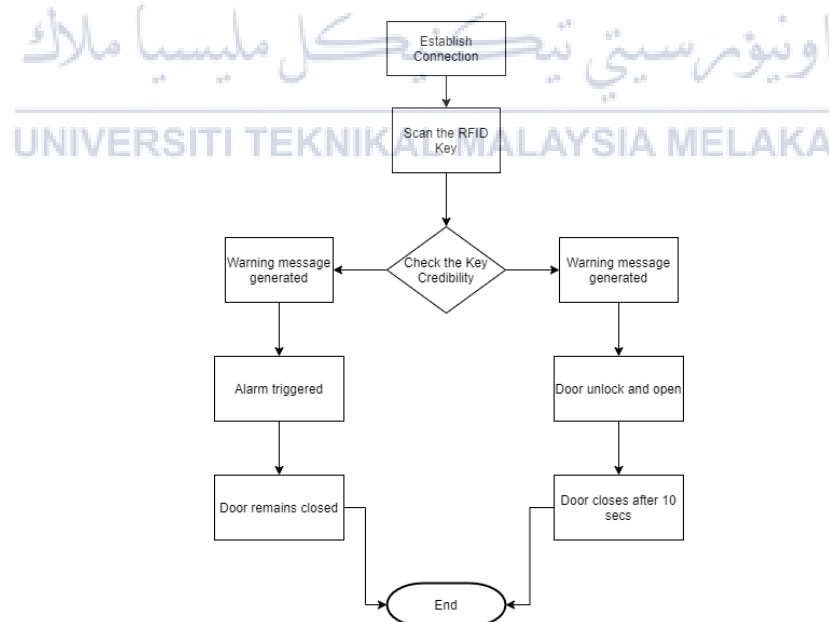 اونيۏرسيتي تيکنيکل مليسيا ملاك
Establish
Connection
UNIVERSITI TEKNIKAL MALAYSIA MELAKA
Scan the RFID
Key
Warning message
generated
Check the Key
Credibility
Warning message
generated
Alarm triggered
Door unlock and open
Door remains closed
Door closes after 10
secs
End